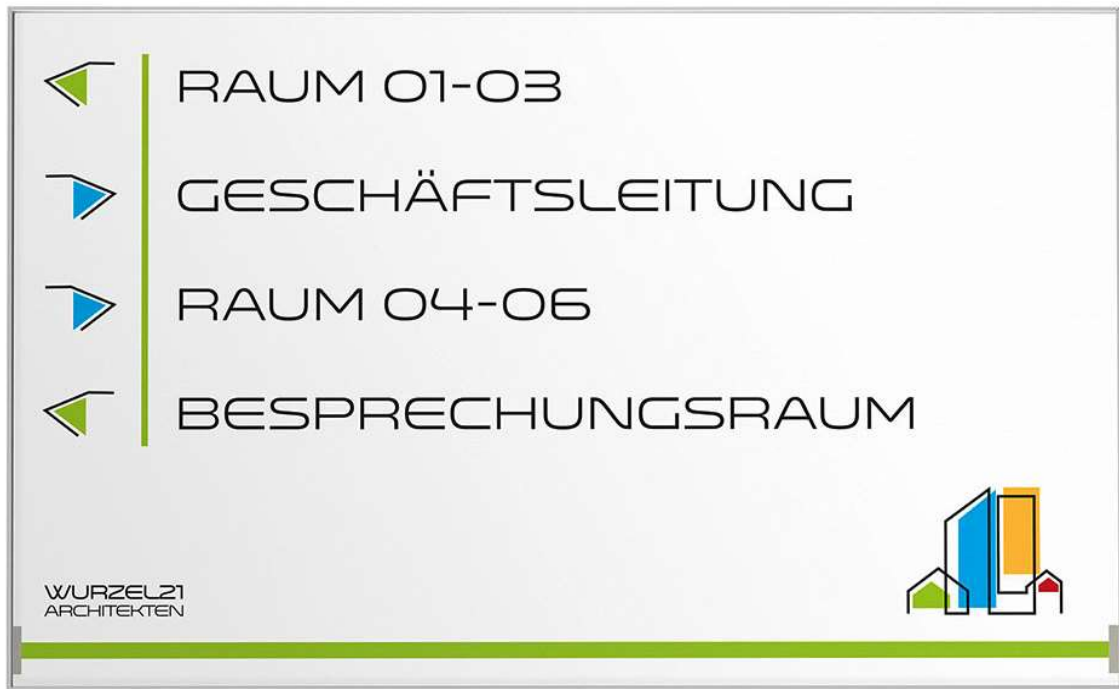 RAUM 01-03
GESCHÄFTSLEITUNG
RAUM 04-06
BESPRECHUNGSRAUM
WURZEL21
ARCHITEKTEN